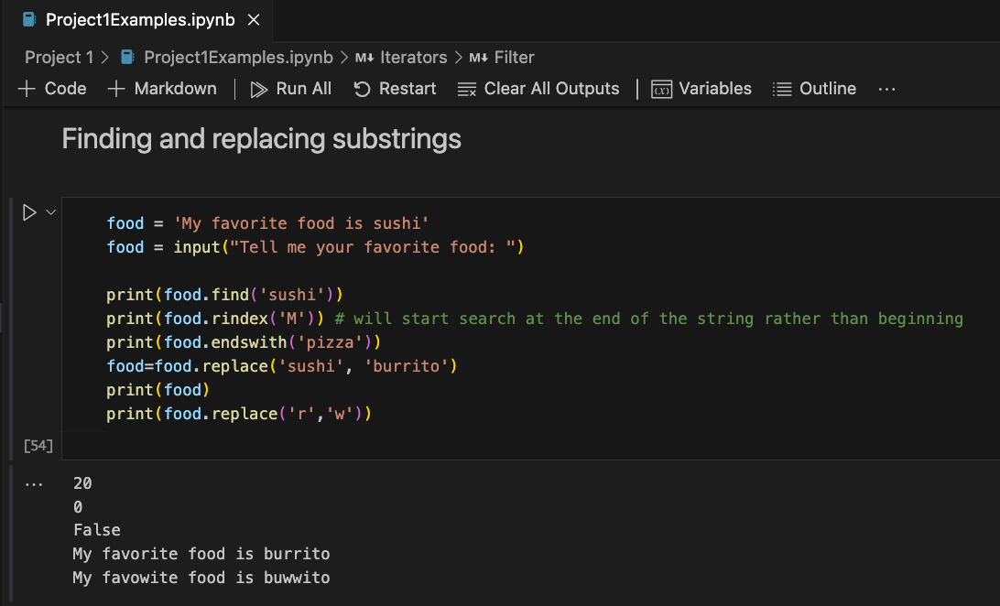 Project1Examples.ipynb
Project 1 > Project1Examples.ipynb > M↓ Iterators > M↓ Filter
+ Code + Markdown | Run All Restart Clear All Outputs | (x) Variables Outline ...
Finding and replacing substrings
food = 'My favorite food is sushi'
food = input("Tell me your favorite food: ")
print(food.find('sushi'))
print(food.rindex('M')) # will start search at the end of the string rather than beginning
print(food.endswith('pizza'))
food=food.replace('sushi', 'burrito')
print(food)
print(food.replace('r','w'))
[54]
... 20
0
False
My favorite food is burrito
My favowite food is buwwito